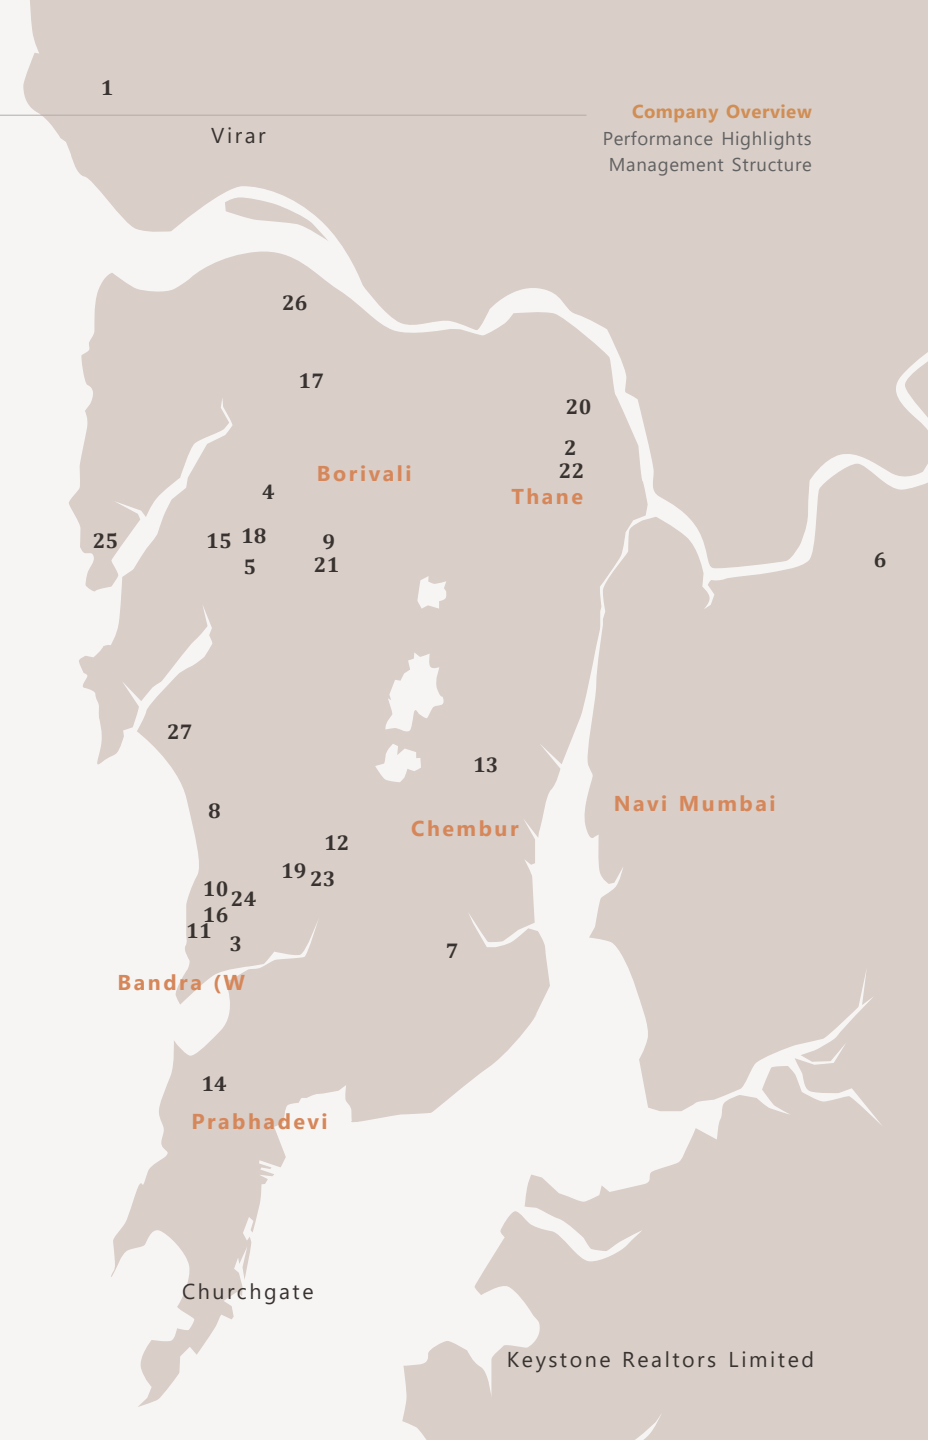 1
Company Overview
Virar
Performance Highlights
Management Structure
26
17
20
2
Borivali
22
4
Thane
25
15
18
9
5
21
6
27
13
8
Navi Mumbai
Chembur
12
19
23
10
24
16
11
3
7
Bandra (W
14
Prabhadevi
Churchgate
Keystone Realtors Limited